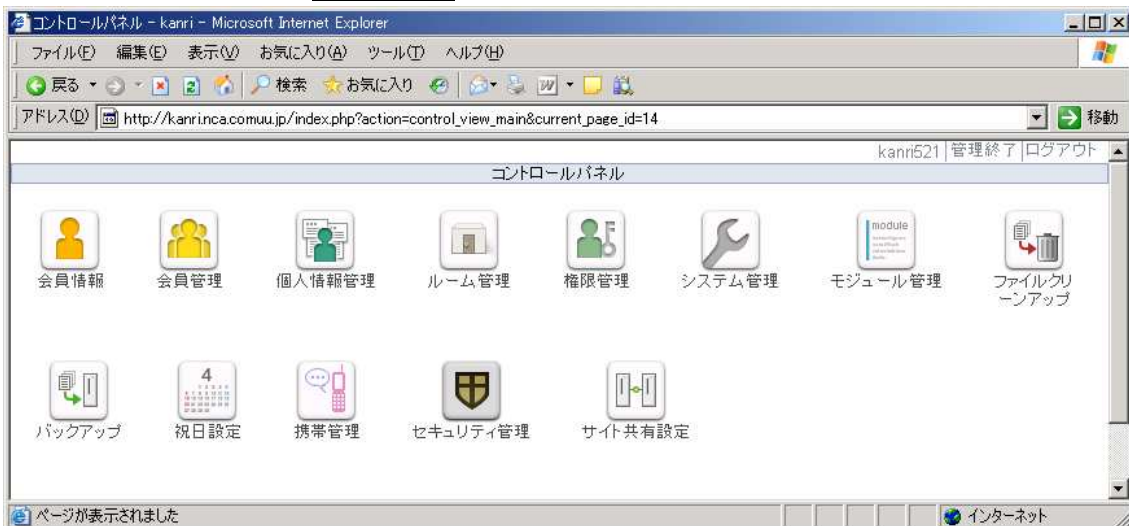 コントロールパネル - kanri - Microsoft Internet Explorer
ファイル(F) 編集(E) 表示(V) お気に入り(A) ツール(T) ヘルプ(H)
戻る 検索 お気に入り
アドレス(D) http://kanri.nca.comuu.jp/index.php?action=control_view_main&current_page_id=14 移動
kanri521 | 管理終了 | ログアウト
コントロールパネル
module
会員情報 会員管理 個人情報管理 ルーム管理 権限管理 システム管理 モジュール管理 ファイルクリ
ーンアップ
4
バックアップ 祝日設定 携帯管理 セキュリティ管理 サイト共有設定
ページが表示されました インターネット